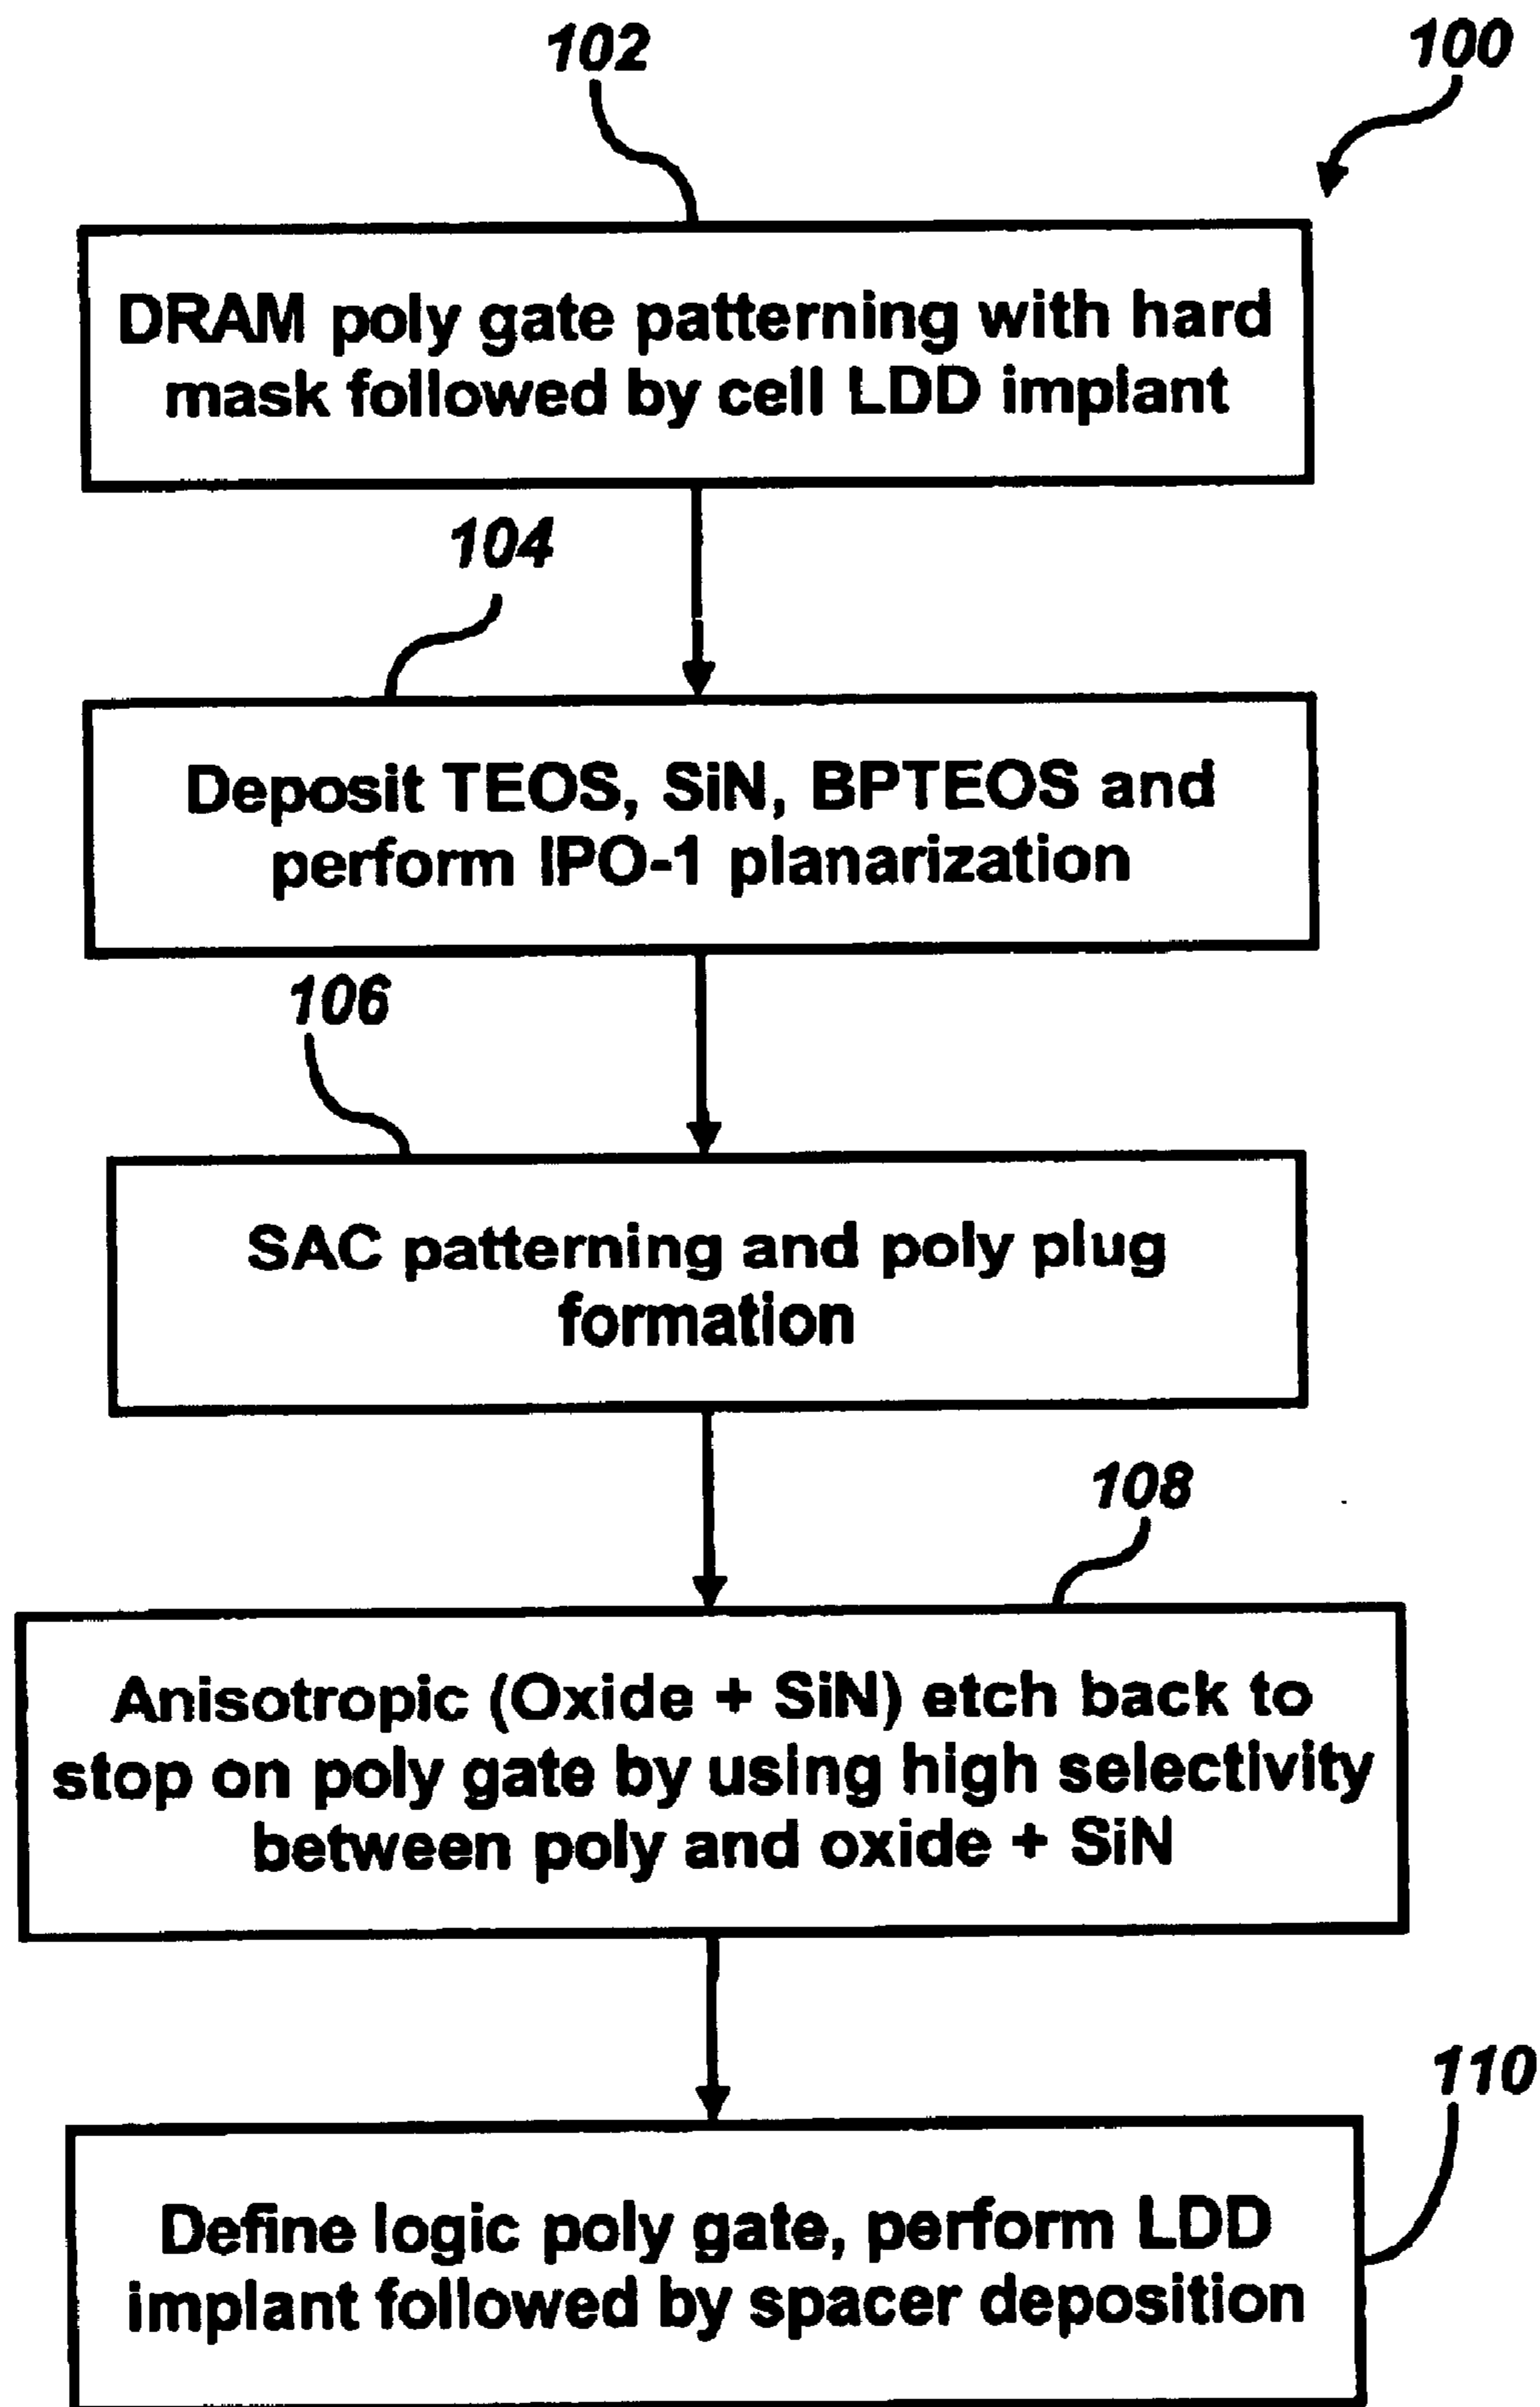 102
100
DRAM poly gate patterning with hard
mask followed by cell LDD implant
104
Deposit TEOS, SiN, BPTEOS and
perform IPO-1 planarization
106
SAC patterning and poly plug
formation
108
Anisotropic (Oxide + SiN) etch back to
stop on poly gate by using high selectivity
between poly and oxide + SiN
110
Define logic poly gate, perform LDD
implant followed by spacer deposition